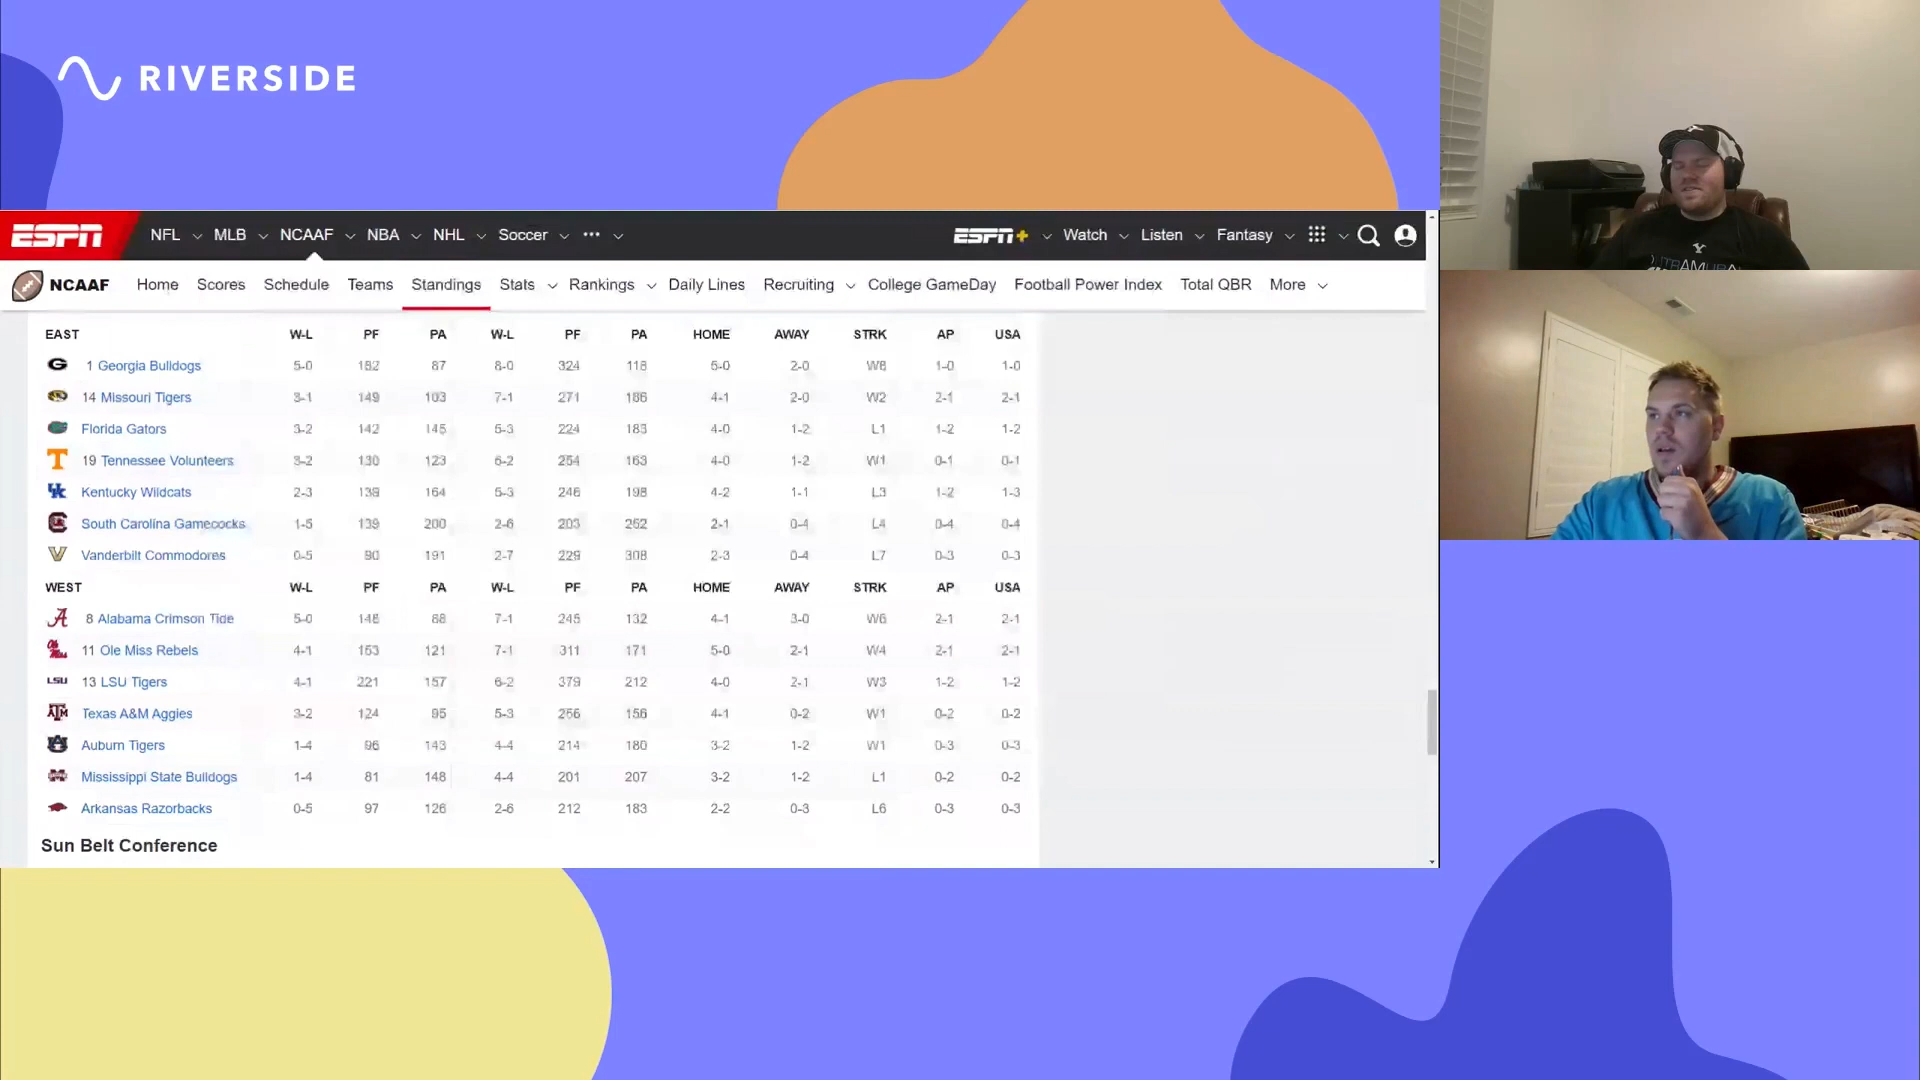 RIVERSIDE
ESPN NFL MLB NCAAF NBA NHL Soccer ... ESPN+ Watch Listen Fantasy
NCAAF Home Scores Schedule Teams Standings Stats Rankings Daily Lines Recruiting College GameDay Football Power Index Total QBR More
EAST W-L PF PA W-L PF PA HOME AWAY STRK AP USA
G 1 Georgia Bulldogs 5-0 182 87 8-0 324 118 6-0 2-0 W8 1-0 1-0
14 Missouri Tigers 3-1 149 103 7-1 271 186 4-1 2-0 W2 2-1 2-1
Florida Gators 3-2 142 145 5-3 224 183 4-0 1-2 L1 1-2 1-2
T 19 Tennessee Volunteers 3-2 130 123 6-2 254 163 4-0 1-2 W1 0-1 0-1
UK Kentucky Wildcats 2-3 139 164 5-3 246 198 4-2 1-1 L3 1-2 1-3
C South Carolina Gamecocks 1-5 139 200 2-6 203 262 2-1 0-4 L4 0-4 0-4
V Vanderbilt Commodores 0-5 90 191 2-7 229 308 2-3 0-4 L7 0-3 0-3
WEST W-L PF PA W-L PF PA HOME AWAY STRK AP USA
A 8 Alabama Crimson Tide 5-0 146 88 7-1 245 132 4-1 3-0 W6 2-1 2-1
Ole Miss 11 Ole Miss Rebels 4-1 153 121 7-1 311 171 5-0 2-1 W4 2-1 2-1
LSU 13 LSU Tigers 4-1 221 157 6-2 379 212 4-0 2-1 W3 1-2 1-2
ATM Texas A&M Aggies 3-2 124 95 5-3 256 156 4-1 0-2 W1 0-2 0-2
AU Auburn Tigers 1-4 96 143 4-4 214 180 3-2 1-2 W1 0-3 0-3
Mississippi State Bulldogs 1-4 81 148 4-4 201 207 3-2 1-2 L1 0-2 0-2
Arkansas Razorbacks 0-5 97 126 2-6 212 183 2-2 0-3 L6 0-3 0-3
Sun Belt Conference
Y